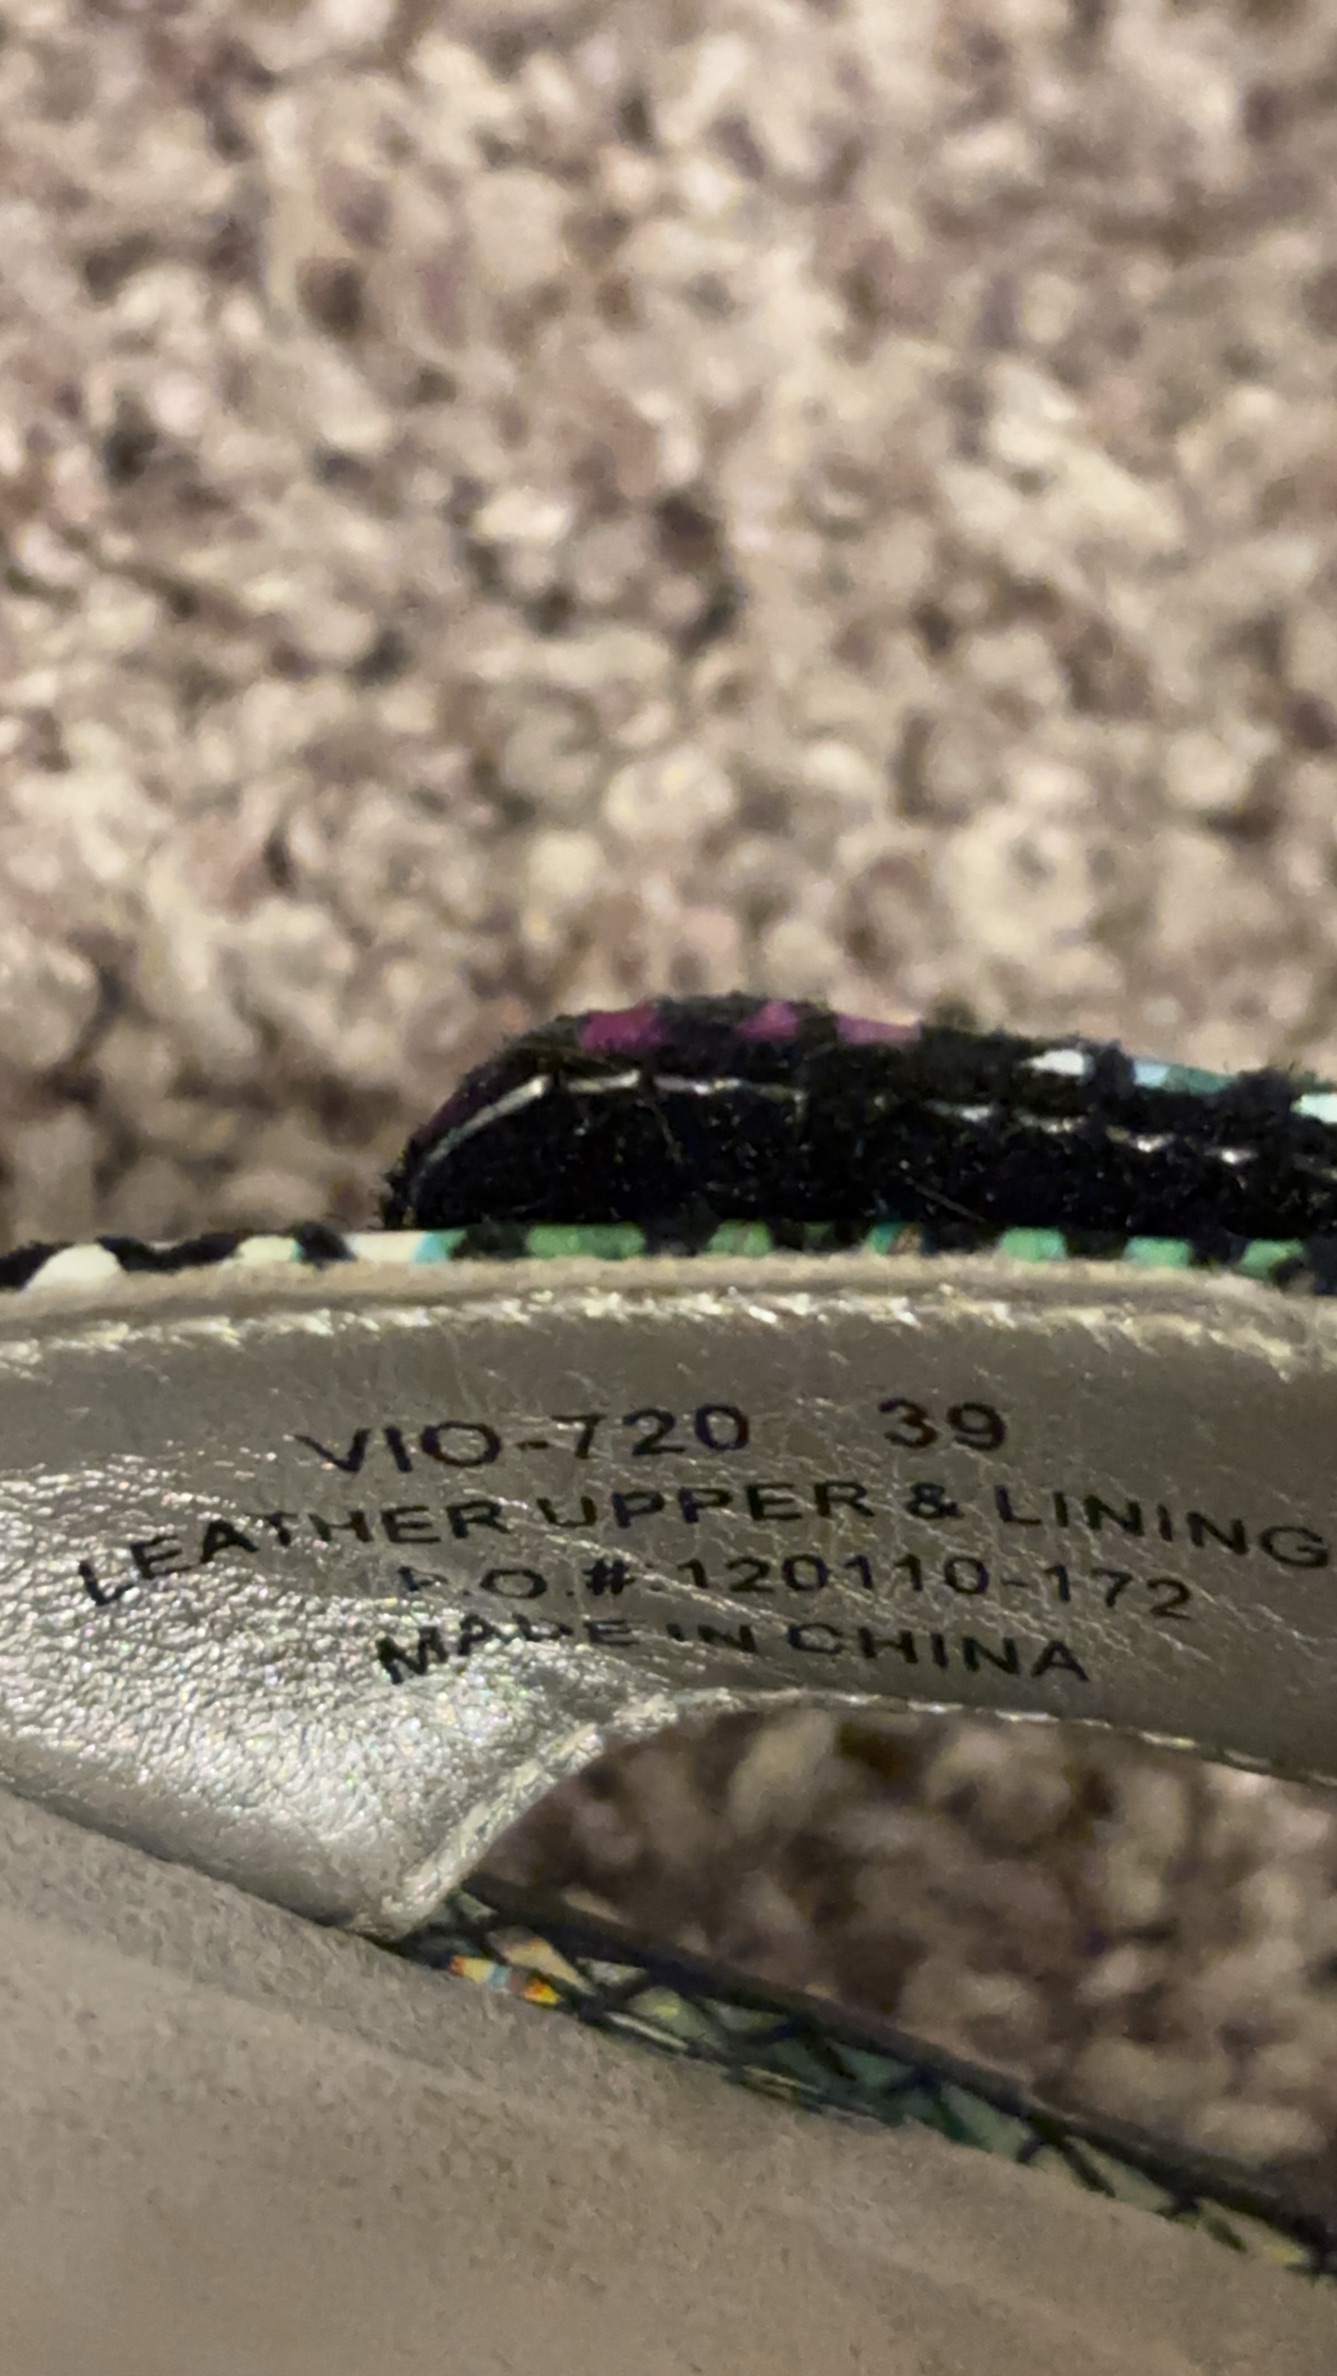 VIO-720 39
LEATHER UPPER & LINING
P.O.# 120110-172
MADE IN CHINA